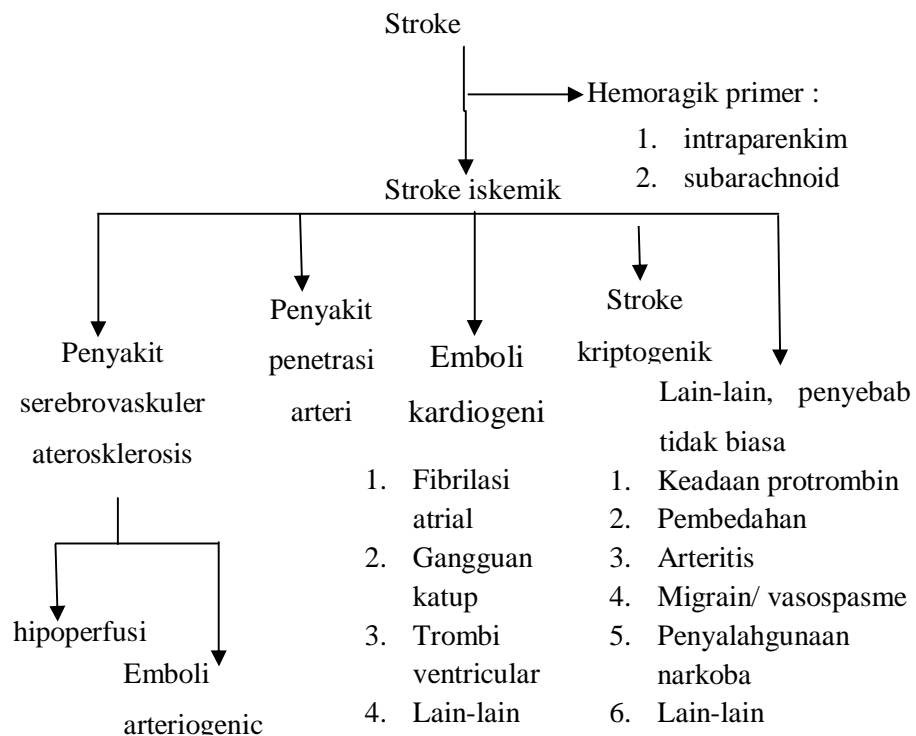 Stroke
Hemoragik primer :
1. intraparenkim
2. subarachnoid
Stroke iskemik
Penyakit
serebrovaskuler
aterosklerosis
hipoperfusi
Emboli
arteriogenic
Penyakit
penetrasi
arteri
Emboli
kardiogeni
1. Fibrilasi
atrial
2. Gangguan
katup
3. Trombi
ventricular
4. Lain-lain
Stroke
kriptogenik
Lain-lain, penyebab
tidak biasa
1. Keadaan protrombin
2. Pembedahan
3. Arteritis
4. Migrain/ vasospasme
5. Penyalahgunaan
narkoba
6. Lain-lain